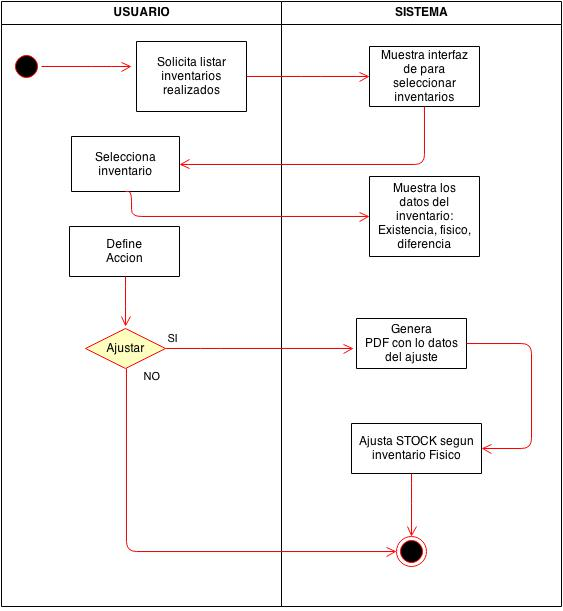 USUARIO
SISTEMA
Solicita listar
inventarios
realizados
Muestra interfaz
de para
seleccionar
inventarios
Selecciona
inventario
Muestra los
datos del
inventario:
Existencia, fisico,
diferencia
Define
Accion
Ajustar
SI
NO
Genera
PDF con lo datos
del ajuste
Ajusta STOCK segun
inventario Fisico